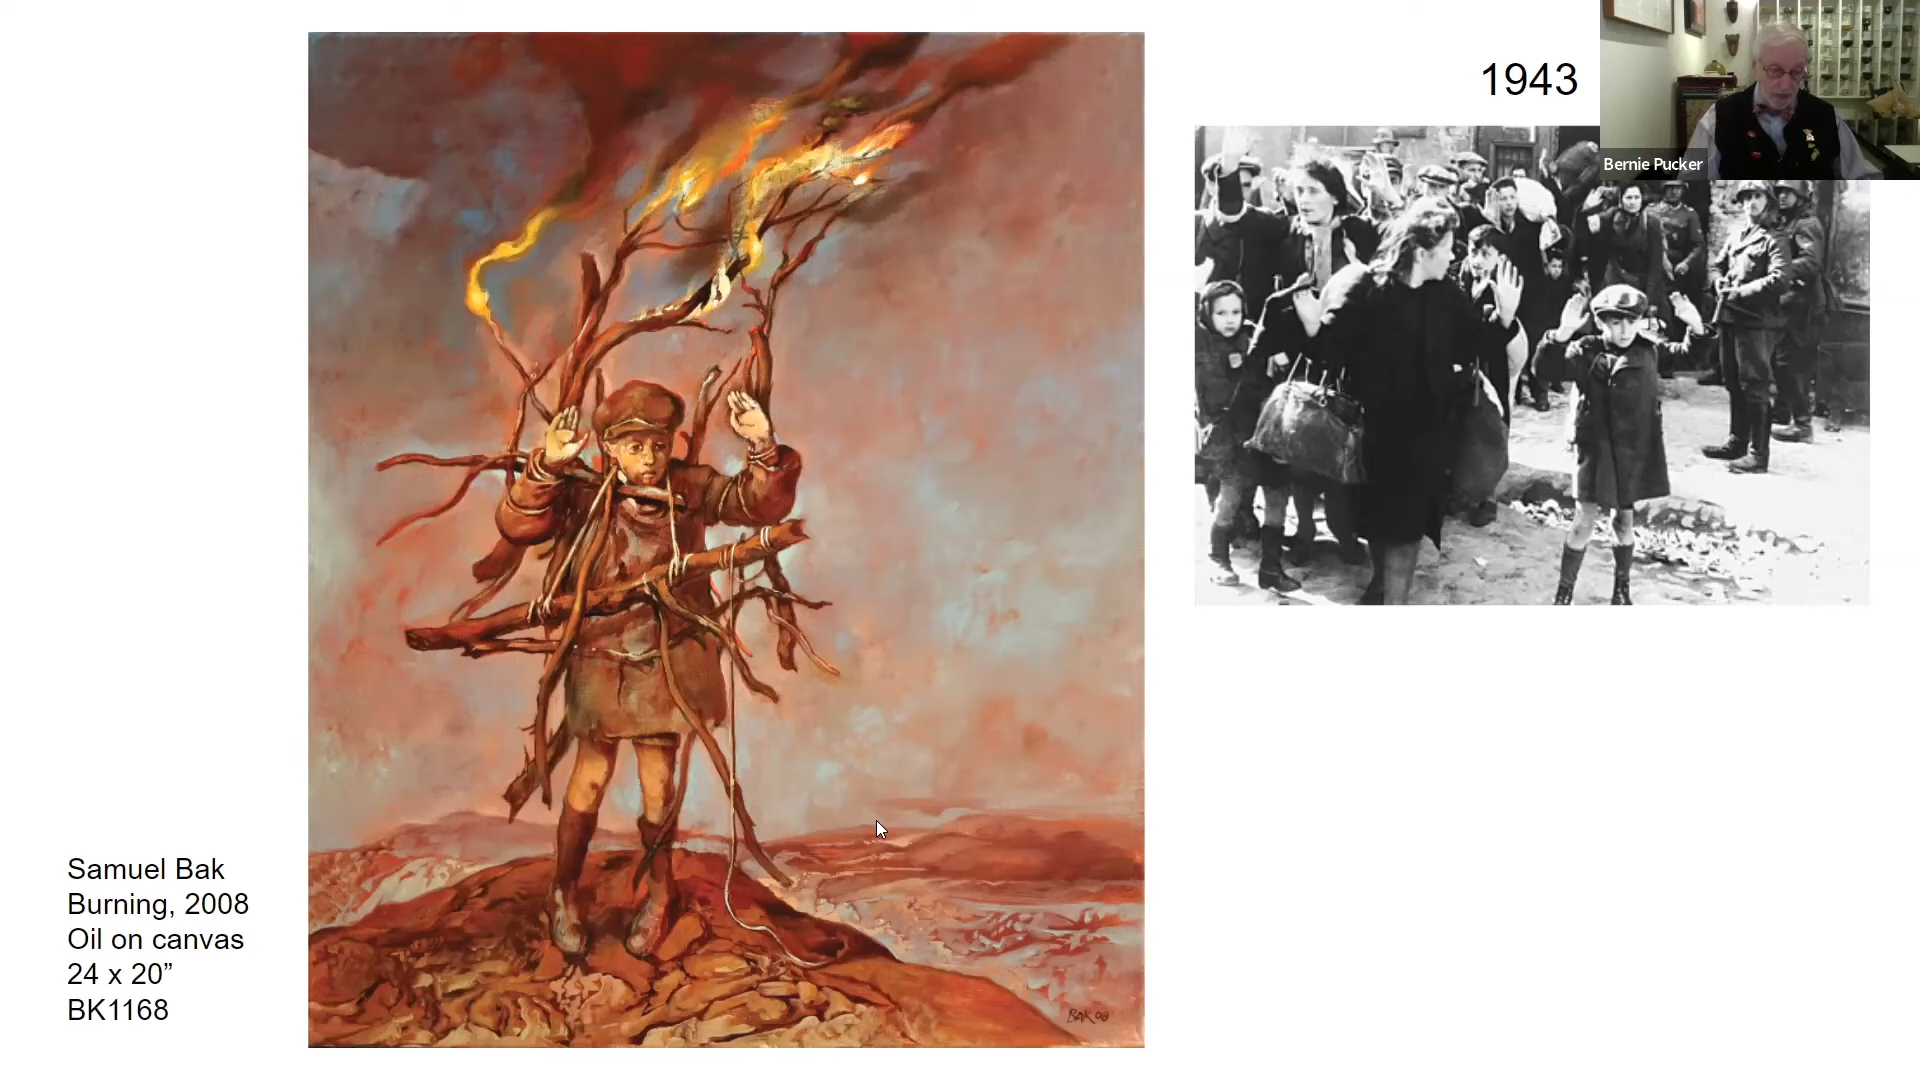 1943
Bernie Pucker
Samuel Bak
Burning, 2008
Oil on canvas
24 x 20”
BK1168
BAK 08